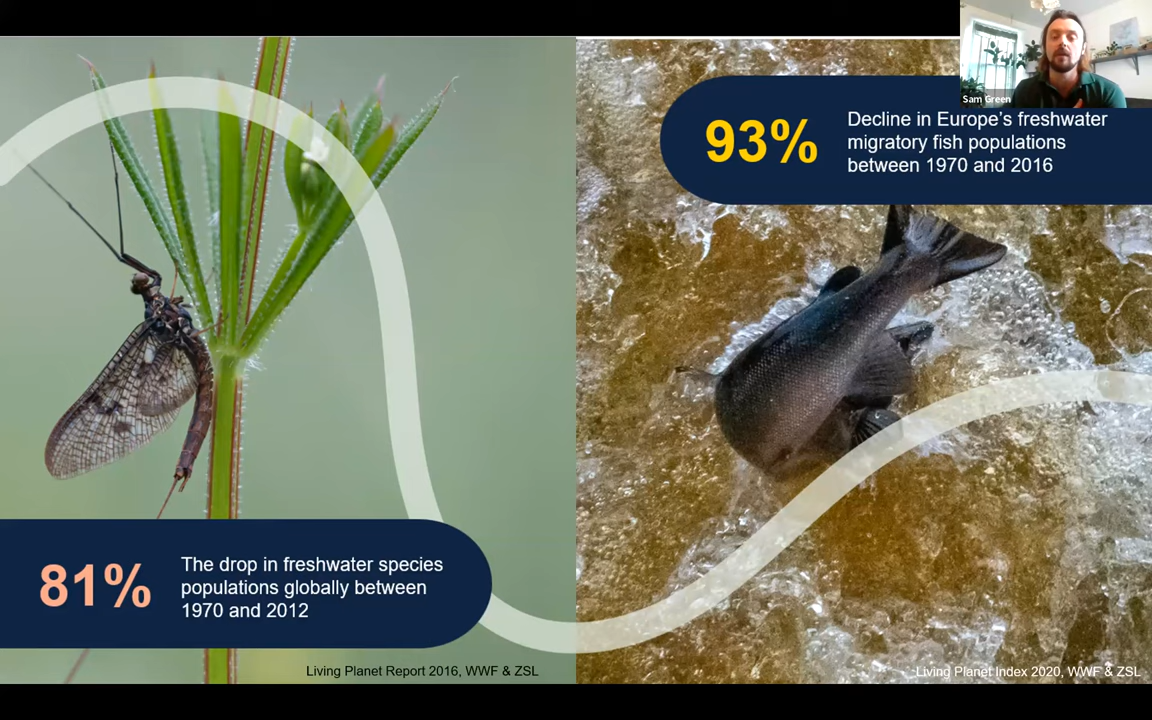 Sam Green
93%
Decline in Europe's freshwater
migratory fish populations
between 1970 and 2016
81%
The drop in freshwater species
populations globally between
1970 and 2012
Living Planet Report 2016, WWF & ZSL
Living Planet Index 2020, WWF & ZSL